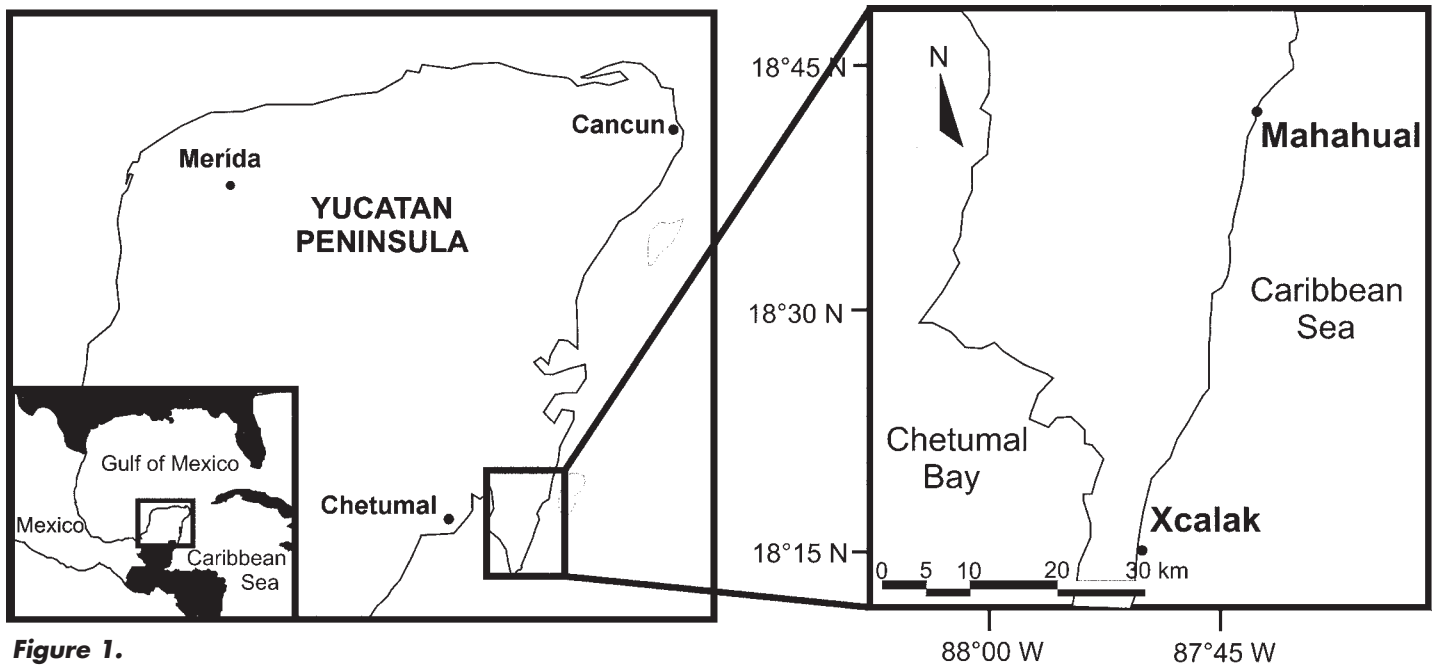 Cancun
Merída
YUCATAN
PENINSULA
Chetumal
Gulf of Mexico
Mexico
Caribbean
Sea
18°45 N
18°30 N
18°15 N
N
Mahahual
Caribbean
Sea
Chetumal
Bay
Xcalak
0 5 10 20 30 km
88°00 W 87°45 W
Figure 1.